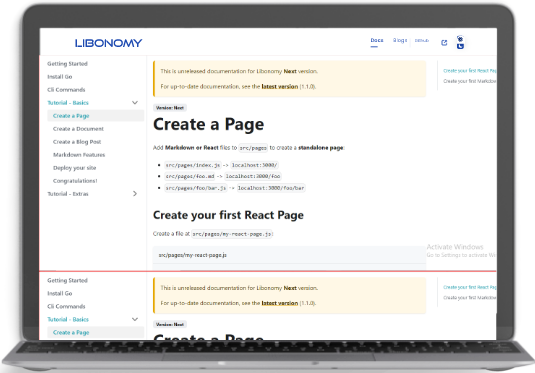 LIBONOMY
Docs Blogs GitHub
Getting Started
Install Go
Cli Commands
Tutorial - Basics
Create a Page
Create a Document
Create a Blog Post
Markdown Features
Deploy your site
Congratulations!
Tutorial - Extras
This is unreleased documentation for Libonomy Next version.
For up-to-date documentation, see the latest version (1.1.0).
Version: Next
Create a Page
Add Markdown or React files to src/pages to create a standalone page:
src/pages/index.js -> localhost:3000/
src/pages/foo.md -> localhost:3000/foo
src/pages/foo/bar.js -> localhost:3000/foo/bar
Create your first React Page
Create a file at src/pages/my-react-page.js:
src/pages/my-react-page.js
Create your first React Pag
Create your first Markdow
Activate Windows
Go to Settings to activate Wi
Getting Started
Install Go
Cli Commands
Tutorial - Basics
Create a Page
This is unreleased documentation for Libonomy Next version.
For up-to-date documentation, see the latest version (1.1.0).
Version: Next
Create a Page
Create your first React Pag
Create your first Markdow